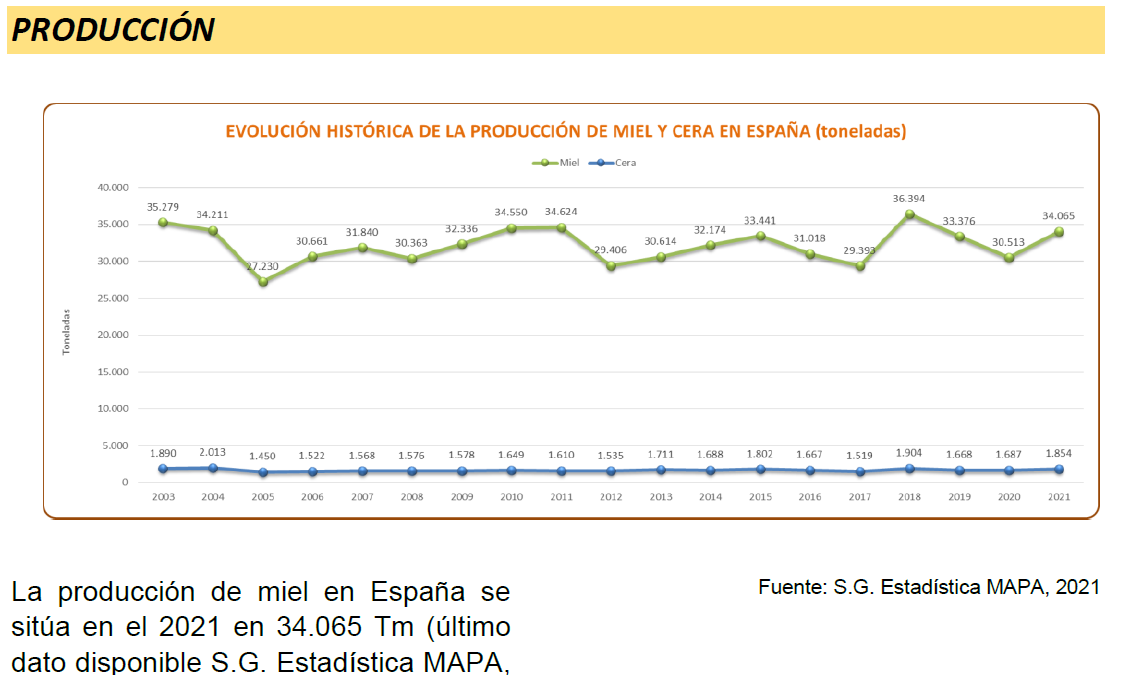 PRODUCCIÓN
EVOLUCIÓN HISTÓRICA DE LA PRODUCCIÓN DE MIEL Y CERA EN ESPAÑA (toneladas)
Miel Cera
Toneladas
40.000
35.000
30.000
25.000
20.000
15.000
10.000
5.000
0
35.279 34.211 27.230 30.661 31.840 30.363 32.336 34.550 34.624 29.406 30.614 32.174 33.441 31.018 29.393 36.394 33.376 30.513 34.065
1.890 2.013 1.450 1.522 1.568 1.576 1.578 1.649 1.610 1.535 1.711 1.688 1.802 1.667 1.519 1.904 1.668 1.687 1.854
2003 2004 2005 2006 2007 2008 2009 2010 2011 2012 2013 2014 2015 2016 2017 2018 2019 2020 2021
Fuente: S.G. Estadística MAPA, 2021
La producción de miel en España se
sitúa en el 2021 en 34.065 Tm (último
dato disponible S.G. Estadística MAPA,